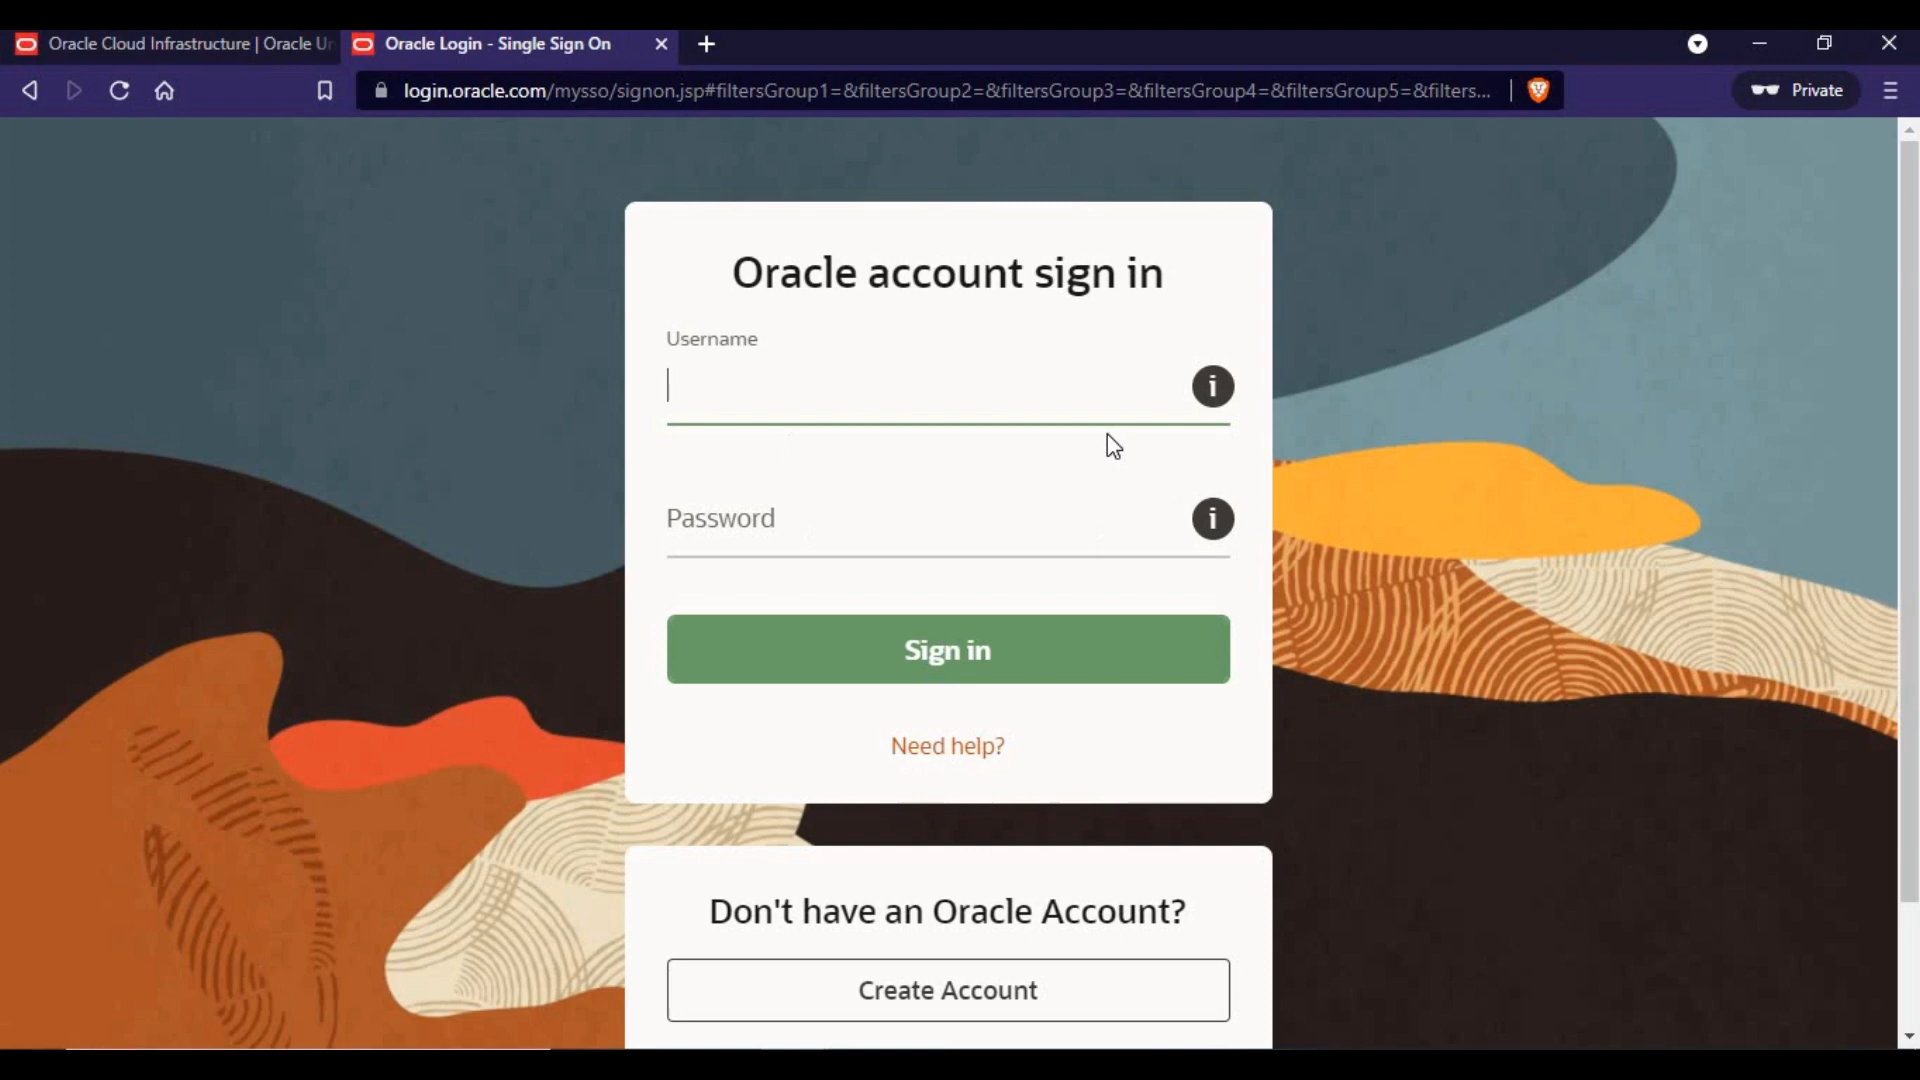 Oracle Cloud Infrastructure | Oracle Un
Oracle Login - Single Sign On
login.oracle.com/mysso/signon.jsp#filtersGroup1=&filtersGroup2=&filtersGroup3=&filtersGroup4=&filtersGroup5=&filters...
Private
Oracle account sign in
Username
Password
Sign in
Need help?
Don't have an Oracle Account?
Create Account